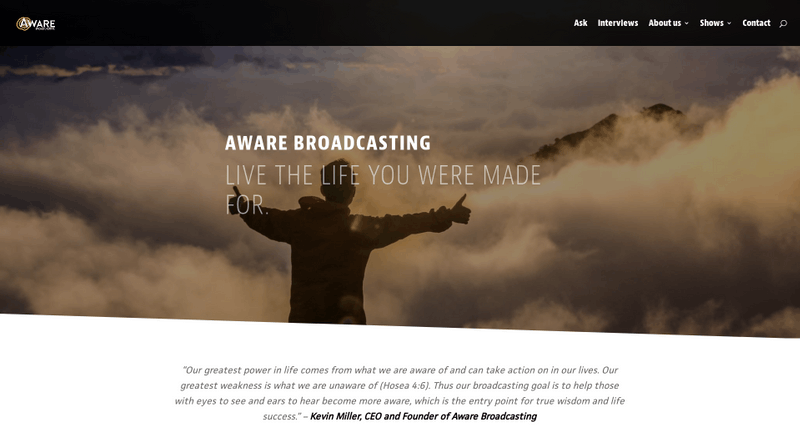 AWARE
Ask
Interviews
About us
Shows
Contact
AWARE BROADCASTING
LIVE THE LIFE YOU WERE MADE
FOR.
"Our greatest power in life comes from what we are aware of and can take action on in our lives. Our
greatest weakness is what we are unaware of (Hosea 4:6). Thus our broadcasting goal is to help those
with eyes to see and ears to hear become more aware, which is the entry point for true wisdom and life
success." – Kevin Miller, CEO and Founder of Aware Broadcasting